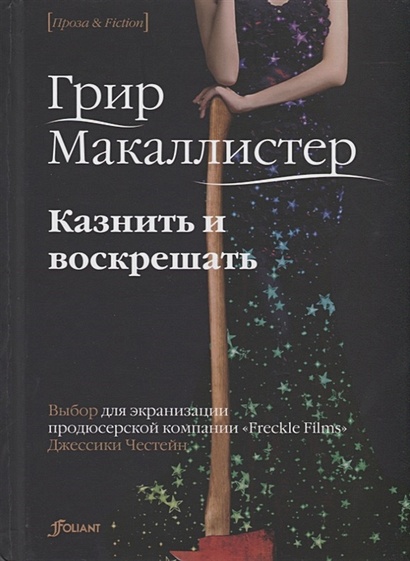 [Проза & Fiction]
Грир
Макаллистер
Казнить и
воскрешать
Выбор для экранизации
продюсерской компании «Freckle Films»
Джессики Честейн
FOLIANT